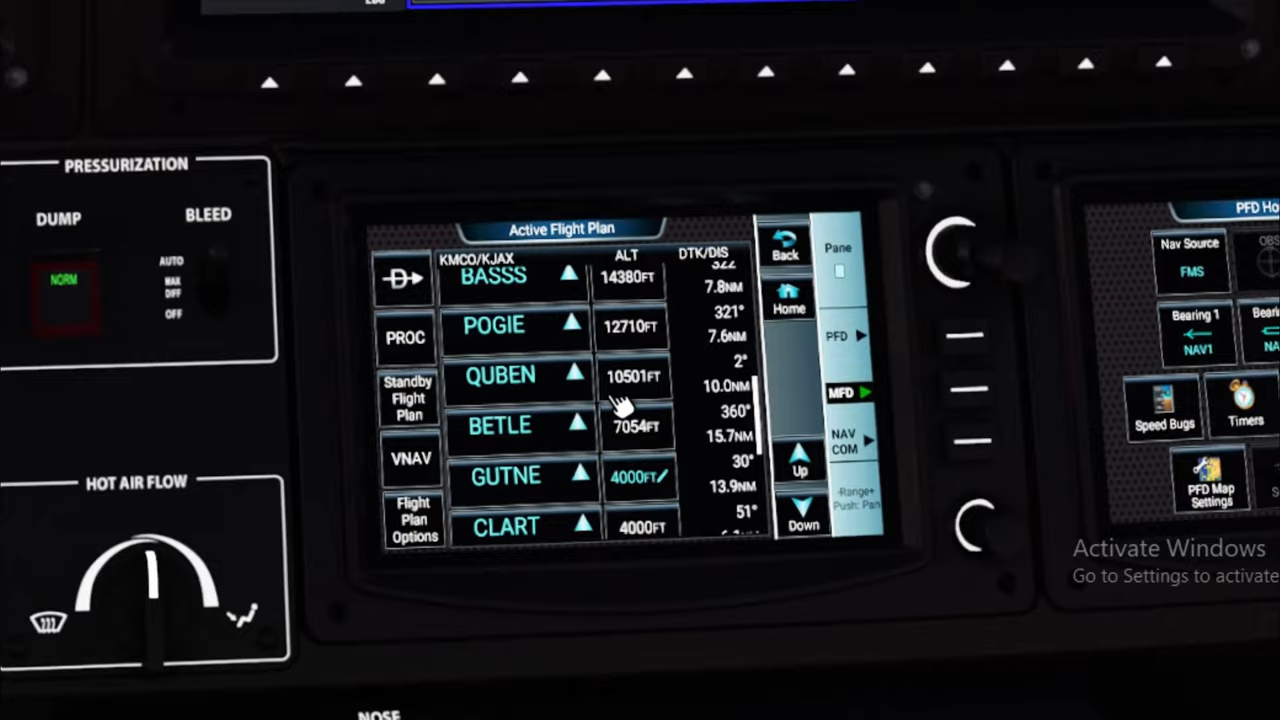 PRESSURIZATION
DUMP
BLEED
NORM
AUTO
MAX
DIFF
OFF
HOT AIR FLOW
NOSE
Active Flight Plan
KMCO/KJAX ALT DTK/DIS
BASSS 14380FT 322
7.8NM
POGIE 12710FT 321°
7.6NM
QUBEN 10501FT 2°
10.0NM
BETLE 7054FT 360°
15.7NM
GUTNE 4000FT 30°
13.9NM
CLART 4000FT 51°
D
PROC
Standby
Flight
Plan
VNAV
Flight
Plan
Options
Back
Home
Up
Down
Pane
PFD
MFD
NAV
COM
-Range+
Push: Pan
PFD Ho
Nav Source
FMS
OBS
Bearing 1
NAV1
Beari
NA
Speed Bugs
Timers
PFD Map
Settings
Activate Windows
Go to Settings to activate